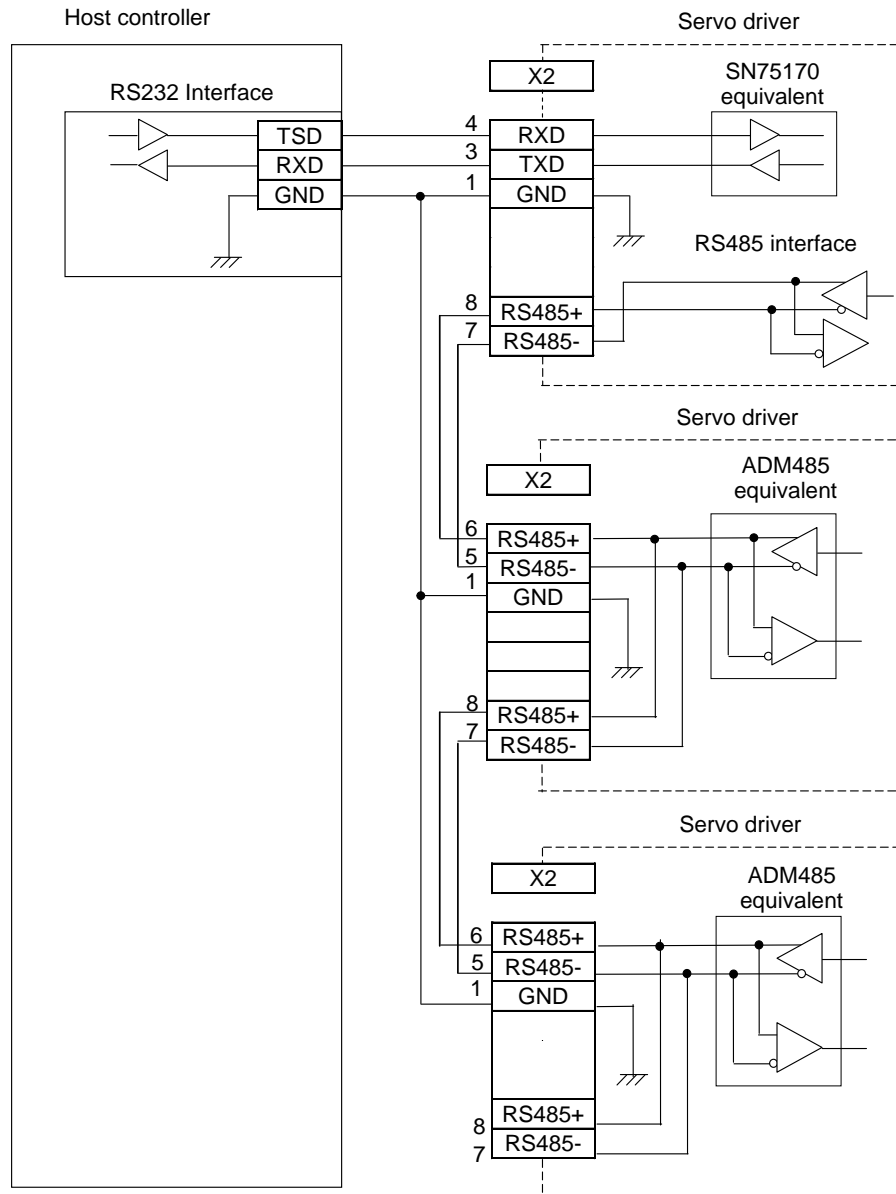 Host controller
Servo driver
X2
SN75170
equivalent
RS232 Interface
TSD
4
RXD
RXD
3
TXD
GND
1
GND
RS485 interface
8
RS485+
7
RS485-
Servo driver
X2
ADM485
equivalent
6
RS485+
5
RS485-
1
GND
8
RS485+
7
RS485-
Servo driver
X2
ADM485
equivalent
6
RS485+
5
RS485-
1
GND
RS485+
8
RS485-
7